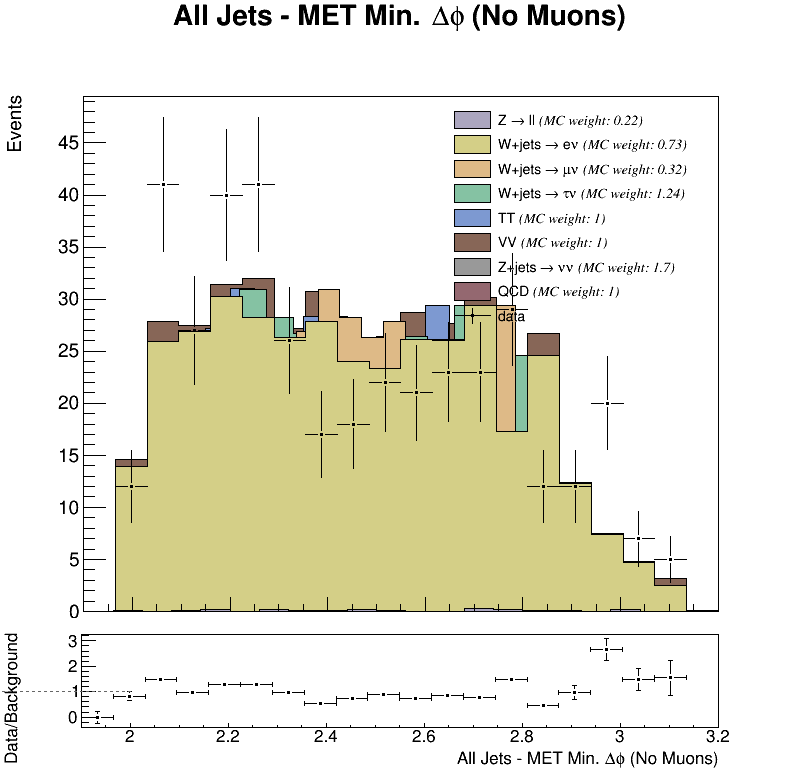 All Jets - MET Min. Δϕ (No Muons)
Events
Z → ll (MC weight: 0.22)
W+jets → eν (MC weight: 0.73)
W+jets → μν (MC weight: 0.32)
W+jets → τν (MC weight: 1.24)
TT (MC weight: 1)
VV (MC weight: 1)
Z+jets → νν (MC weight: 1.7)
QCD (MC weight: 1)
data
45
40
35
30
25
20
15
10
5
0
Data/Background
3
2
1
0
2 2.2 2.4 2.6 2.8 3 3.2
All Jets - MET Min. Δϕ (No Muons)